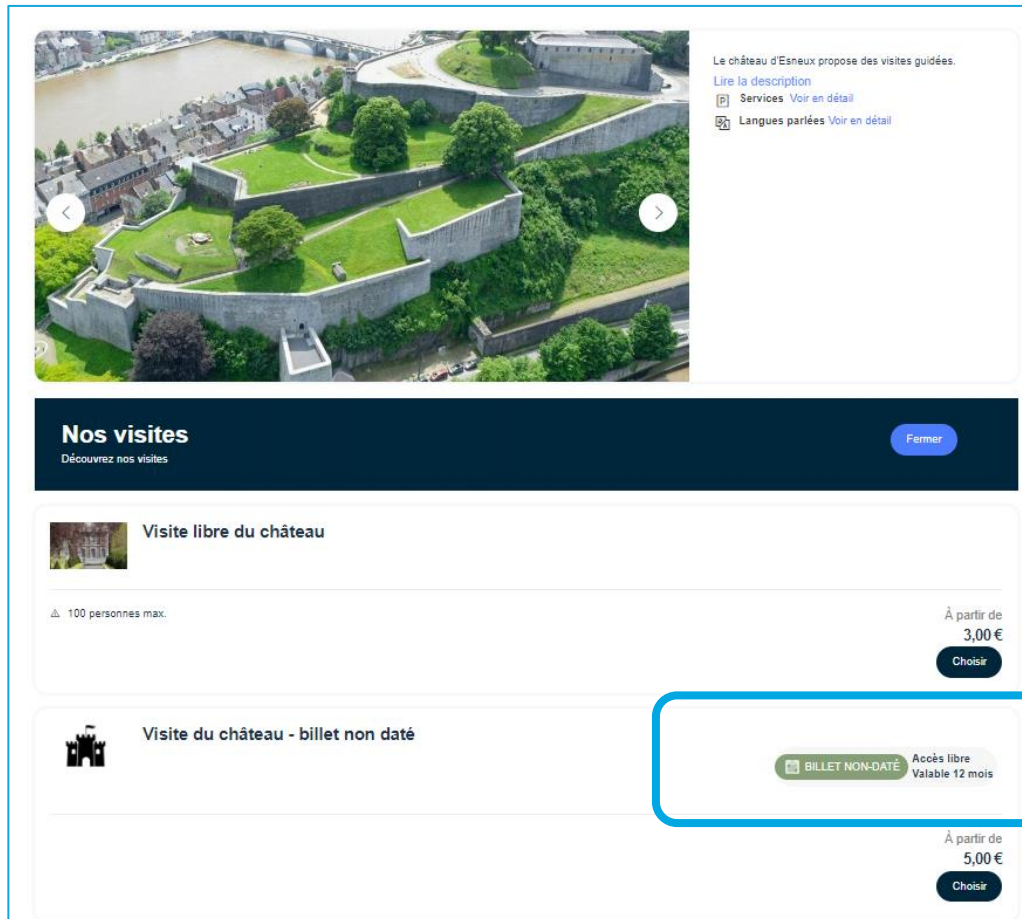 Le château d'Esneux propose des visites guidées.
Lire la description
P Services Voir en détail
Langues parlées Voir en détail
Nos visites
Découvrez nos visites
Fermer
Visite libre du château
100 personnes max.
À partir de
3,00 €
Choisir
Visite du château - billet non daté
BILLET NON-DATÉ
Accès libre
Valable 12 mois
À partir de
5,00 €
Choisir